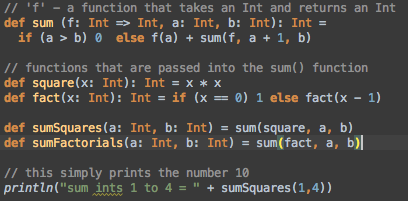 // 'f' - a function that takes an Int and returns an Int
def sum (f: Int => Int, a: Int, b: Int): Int =
  if (a > b) 0  else f(a) + sum(f, a + 1, b)

// functions that are passed into the sum() function
def square(x: Int): Int = x * x
def fact(x: Int): Int = if (x == 0) 1 else fact(x - 1)

def sumSquares(a: Int, b: Int) = sum(square, a, b)
def sumFactorials(a: Int, b: Int) = sum(fact, a, b)

// this simply prints the number 10
println("sum ints 1 to 4 = " + sumSquares(1,4))